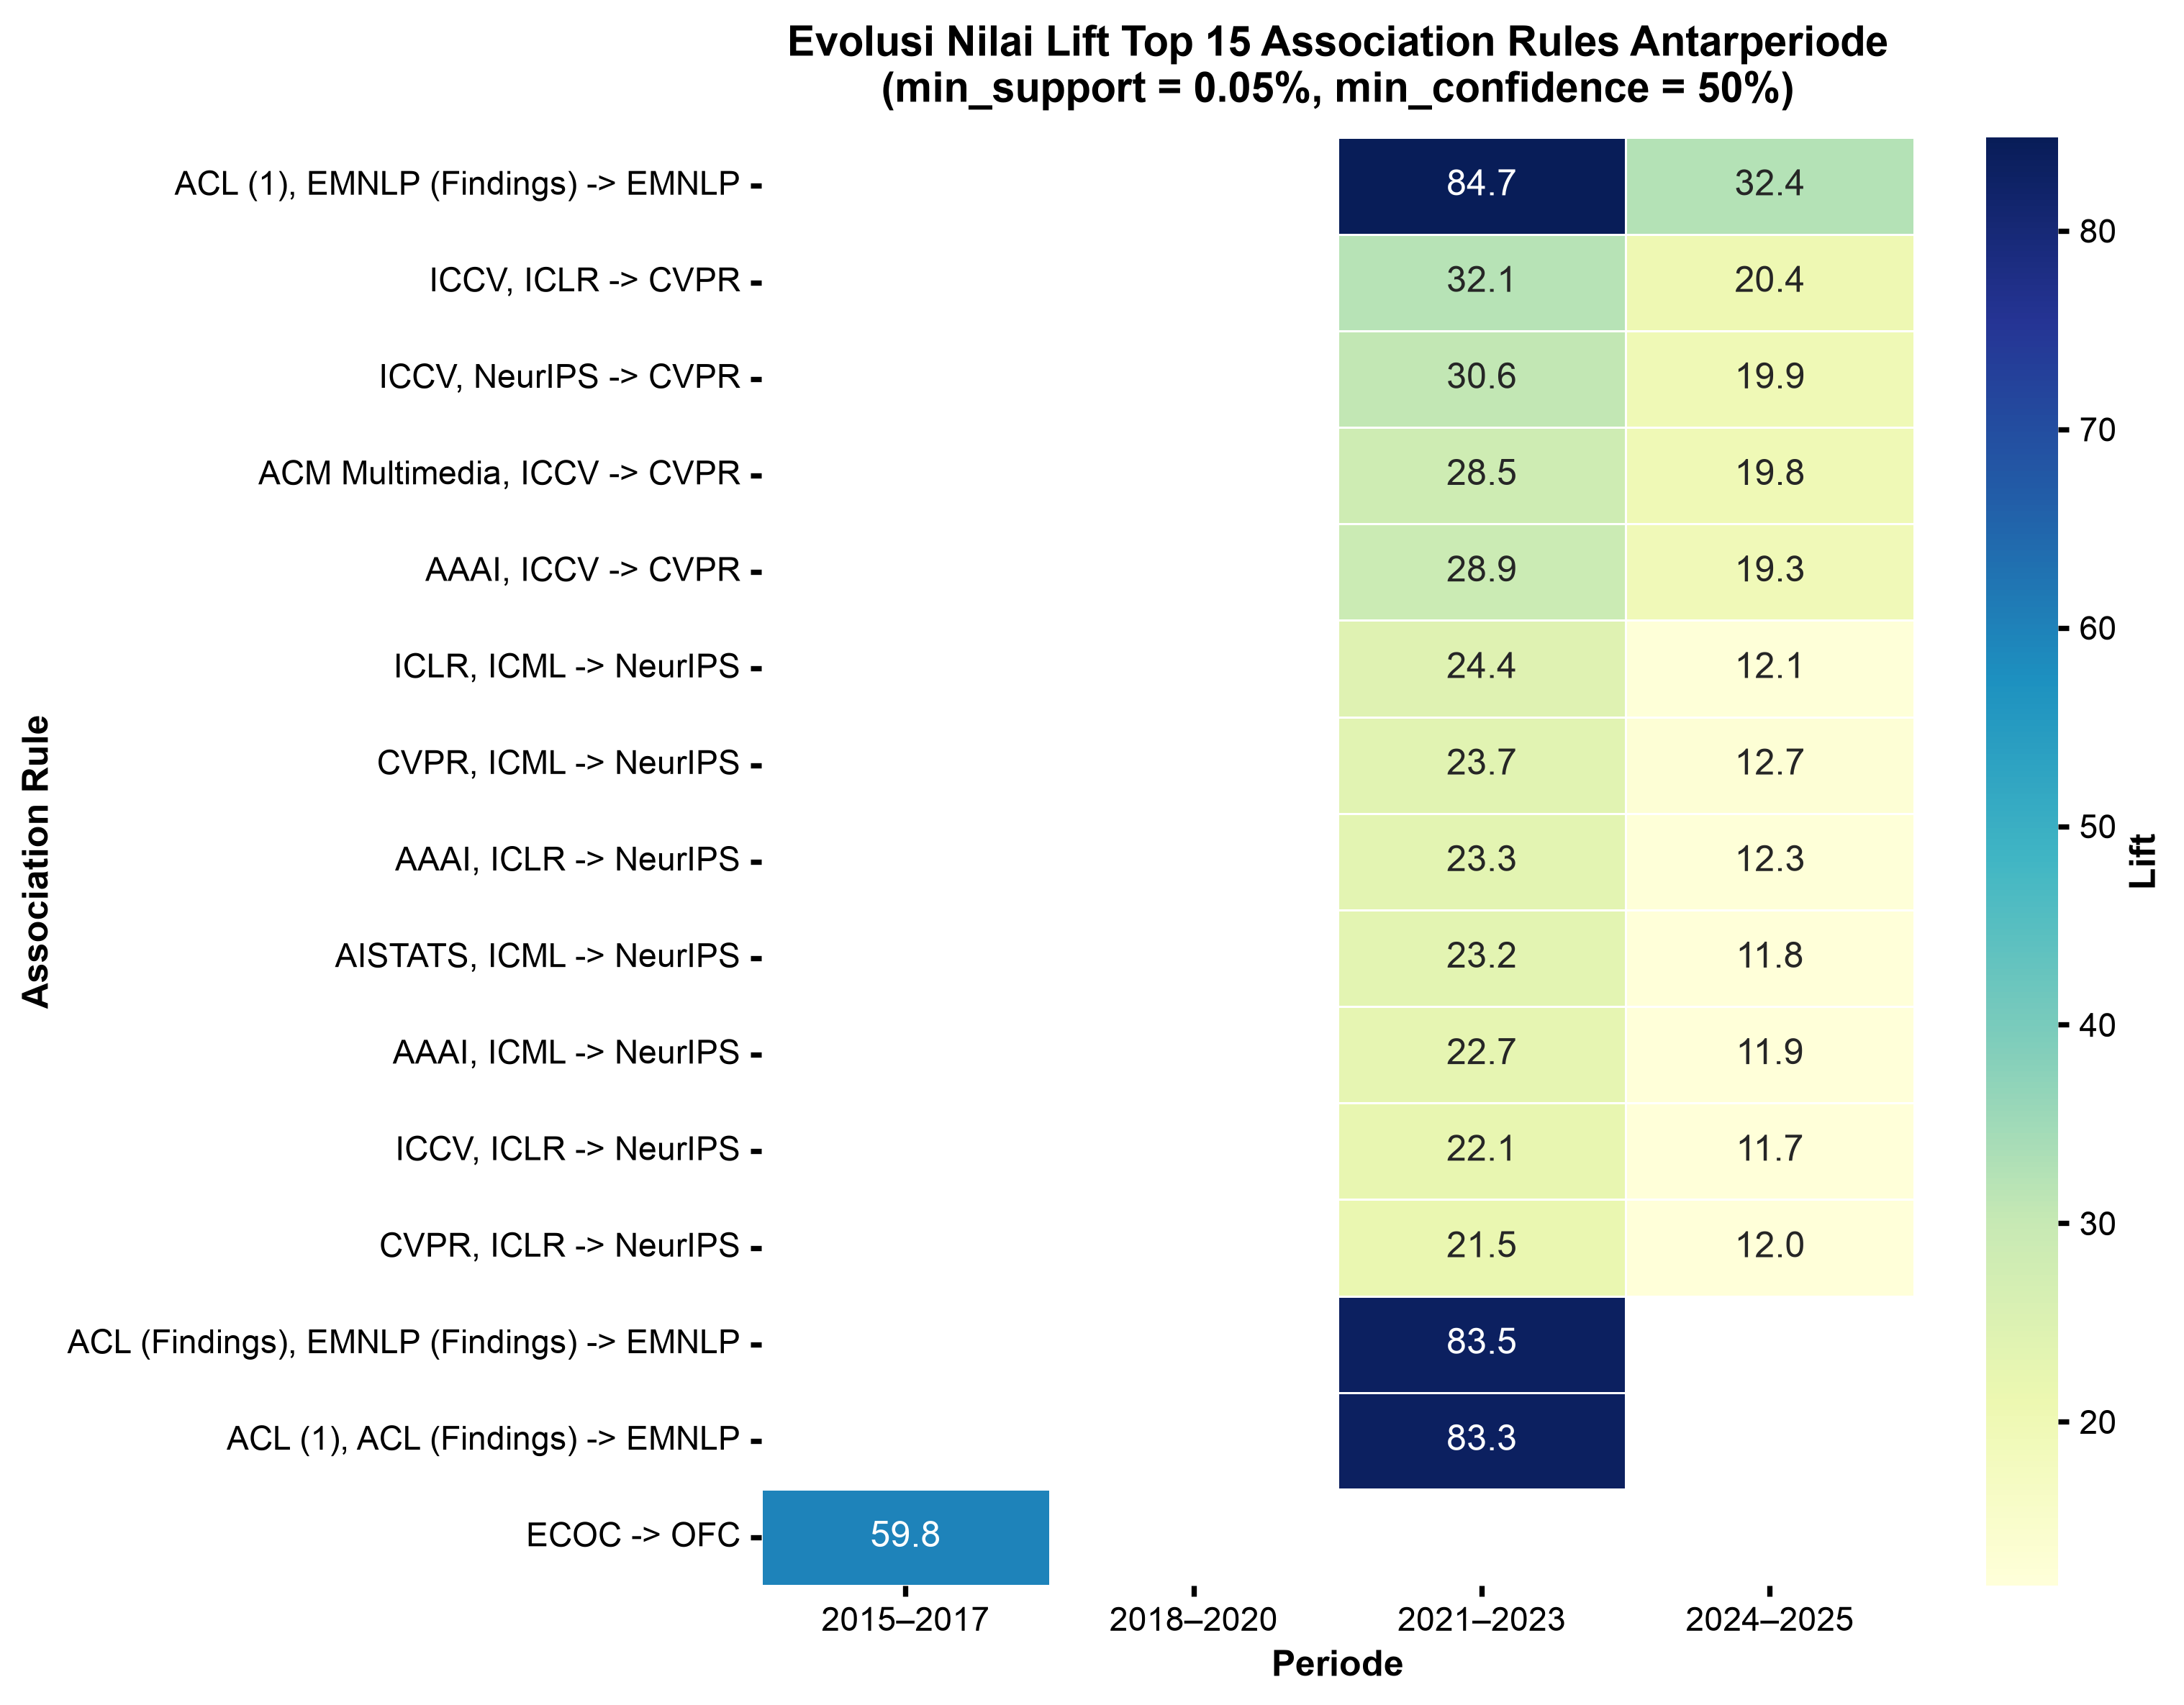 Evolusi Nilai Lift Top 15 Association Rules Antarperiode
(min_support = 0.05%, min_confidence = 50%)
Association Rule
ACL (1), EMNLP (Findings) -> EMNLP
84.7
32.4
ICCV, ICLR -> CVPR
32.1
20.4
ICCV, NeurIPS -> CVPR
30.6
19.9
ACM Multimedia, ICCV -> CVPR
28.5
19.8
AAAI, ICCV -> CVPR
28.9
19.3
ICLR, ICML -> NeurIPS
24.4
12.1
CVPR, ICML -> NeurIPS
23.7
12.7
AAAI, ICLR -> NeurIPS
23.3
12.3
AISTATS, ICML -> NeurIPS
23.2
11.8
AAAI, ICML -> NeurIPS
22.7
11.9
ICCV, ICLR -> NeurIPS
22.1
11.7
CVPR, ICLR -> NeurIPS
21.5
12.0
ACL (Findings), EMNLP (Findings) -> EMNLP
83.5
ACL (1), ACL (Findings) -> EMNLP
83.3
ECOC -> OFC
59.8
2015–2017
2018–2020
2021–2023
2024–2025
Periode
80
70
60
50
40
30
20
Lift